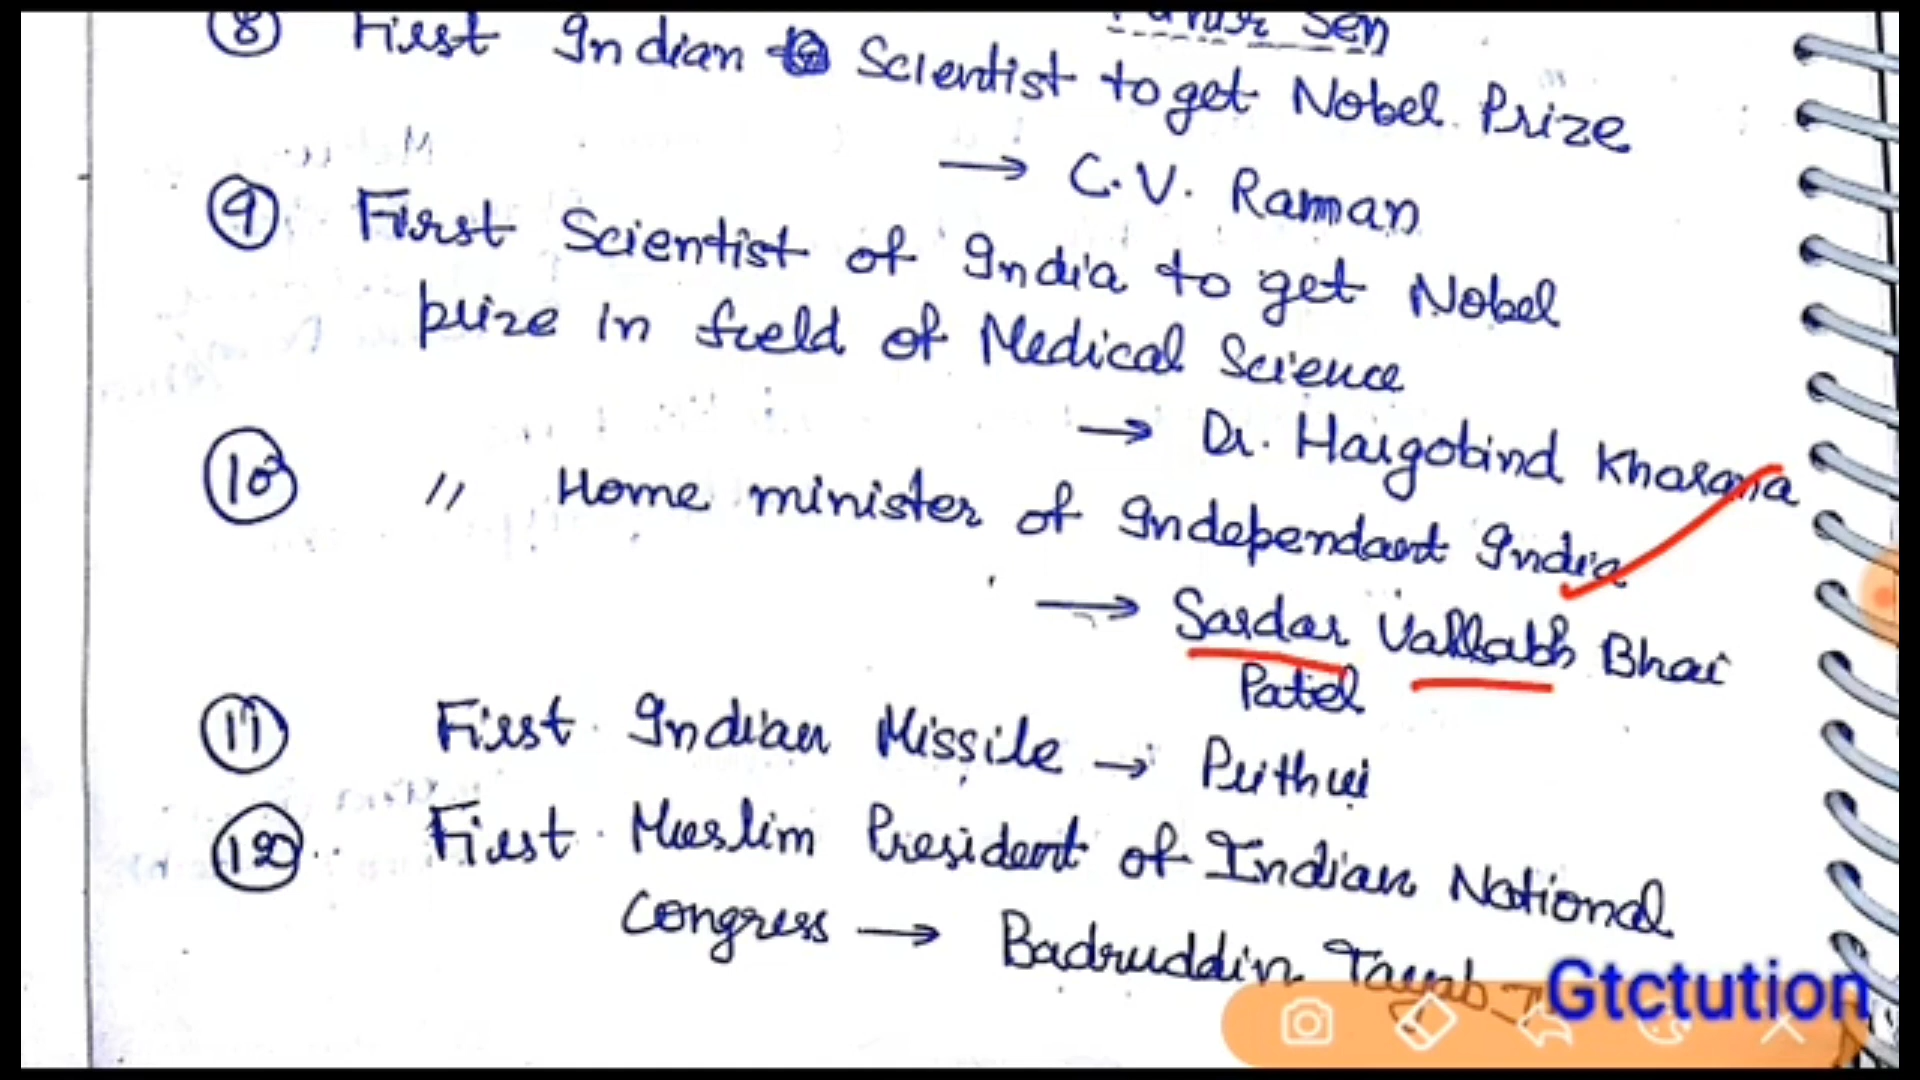 Sen
⑧ First Indian Scientist to get Nobel Prize
→ C.V. Raman
⑨ First Scientist of India to get Nobel
prize in field of Medical Science
→ Dr. Hargobind Khorana
⑩ " Home minister of Independant India
→ Sardar Vallabh Bhai
Patel
⑪ First Indian Missile → Prithvi
⑫ First Muslim President of Indian National
Congress → Badruddin Tayab
Gtctution